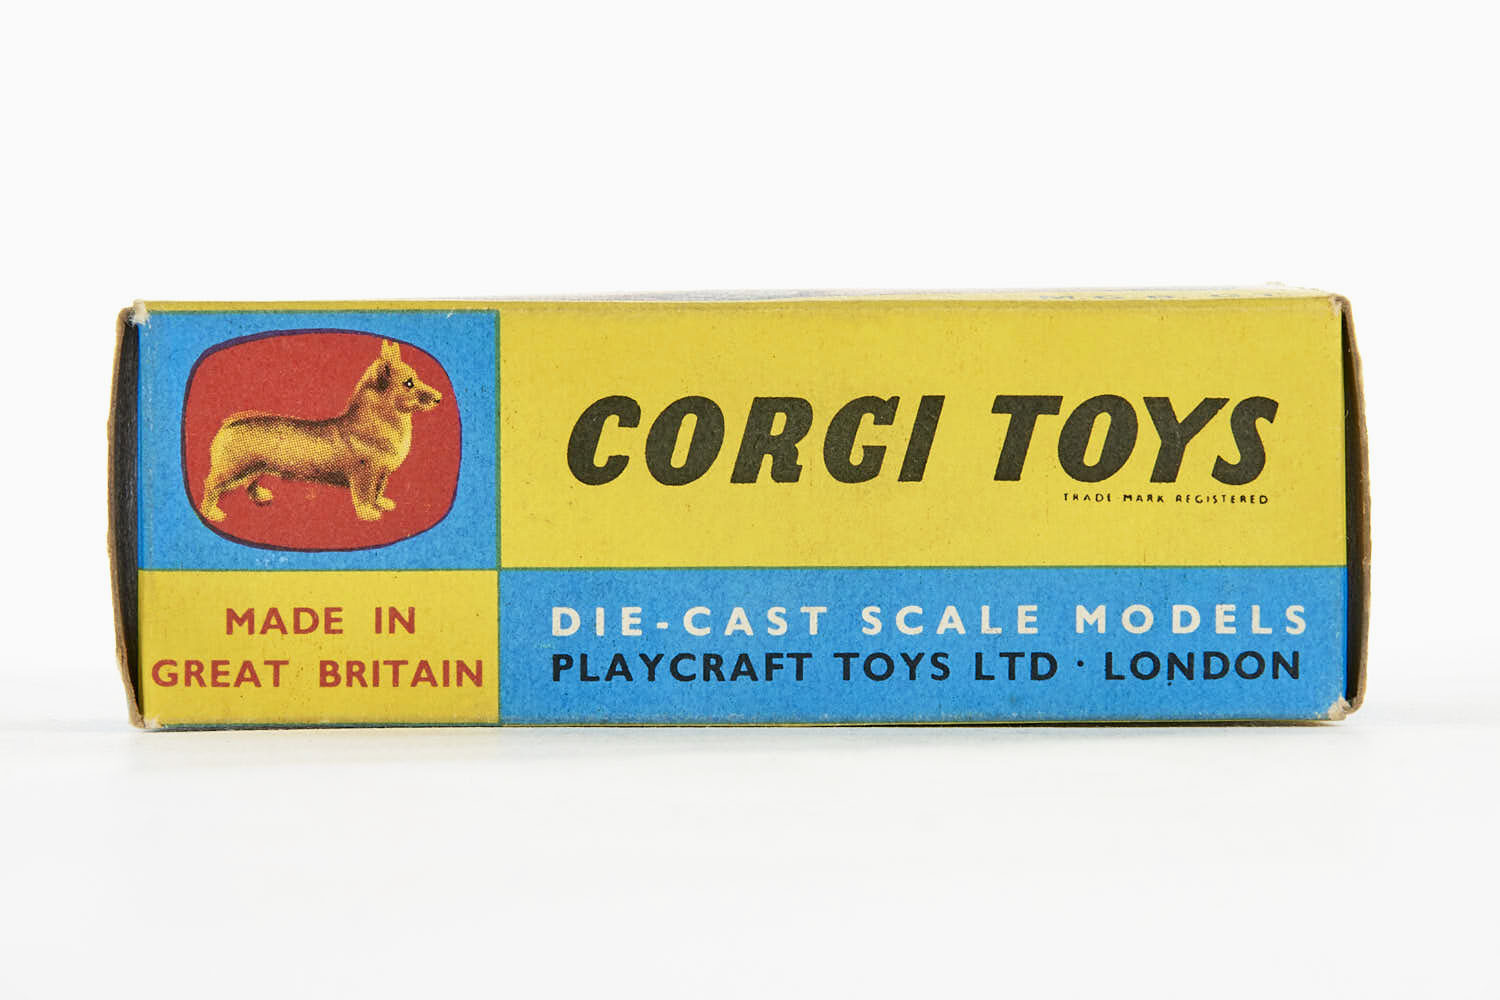 CORGI TOYS
TRADE MARK REGISTERED
MADE IN
GREAT BRITAIN
DIE-CAST SCALE MODELS
PLAYCRAFT TOYS LTD · LONDON